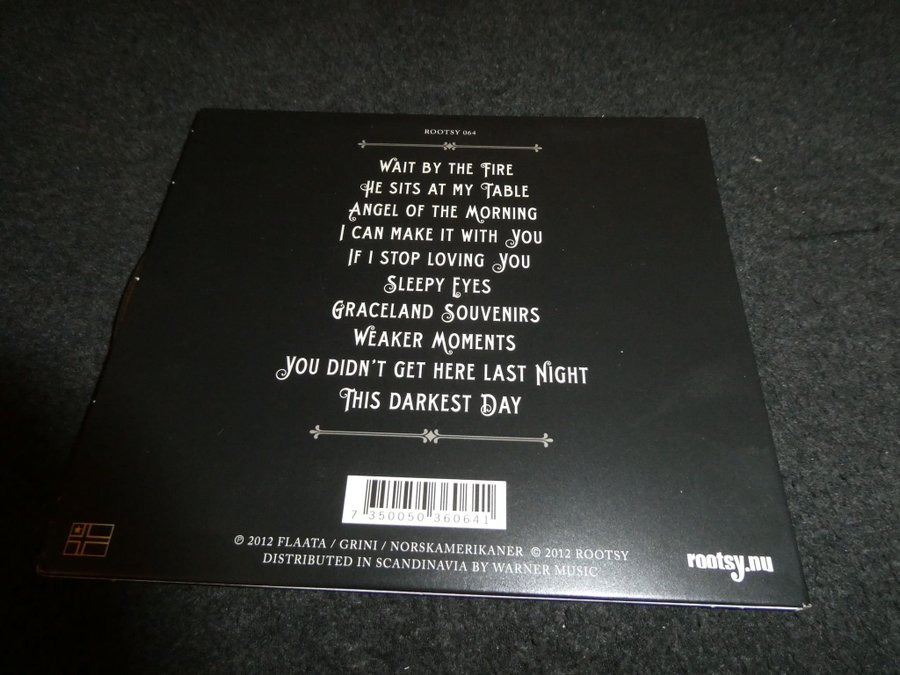 ROOTSY 064
WAIT BY THE FIRE
HE SITS AT MY TABLE
ANGEL OF THE MORNING
I CAN MAKE IT WITH YOU
IF I STOP LOVING YOU
SLEEPY EYES
GRACELAND SOUVENIRS
WEAKER MOMENTS
YOU DIDN'T GET HERE LAST NIGHT
THIS DARKEST DAY
7 350050 360641
℗ 2012 FLAATA / GRINI / NORSKAMERIKANER © 2012 ROOTSY
DISTRIBUTED IN SCANDINAVIA BY WARNER MUSIC
rootsy.nu